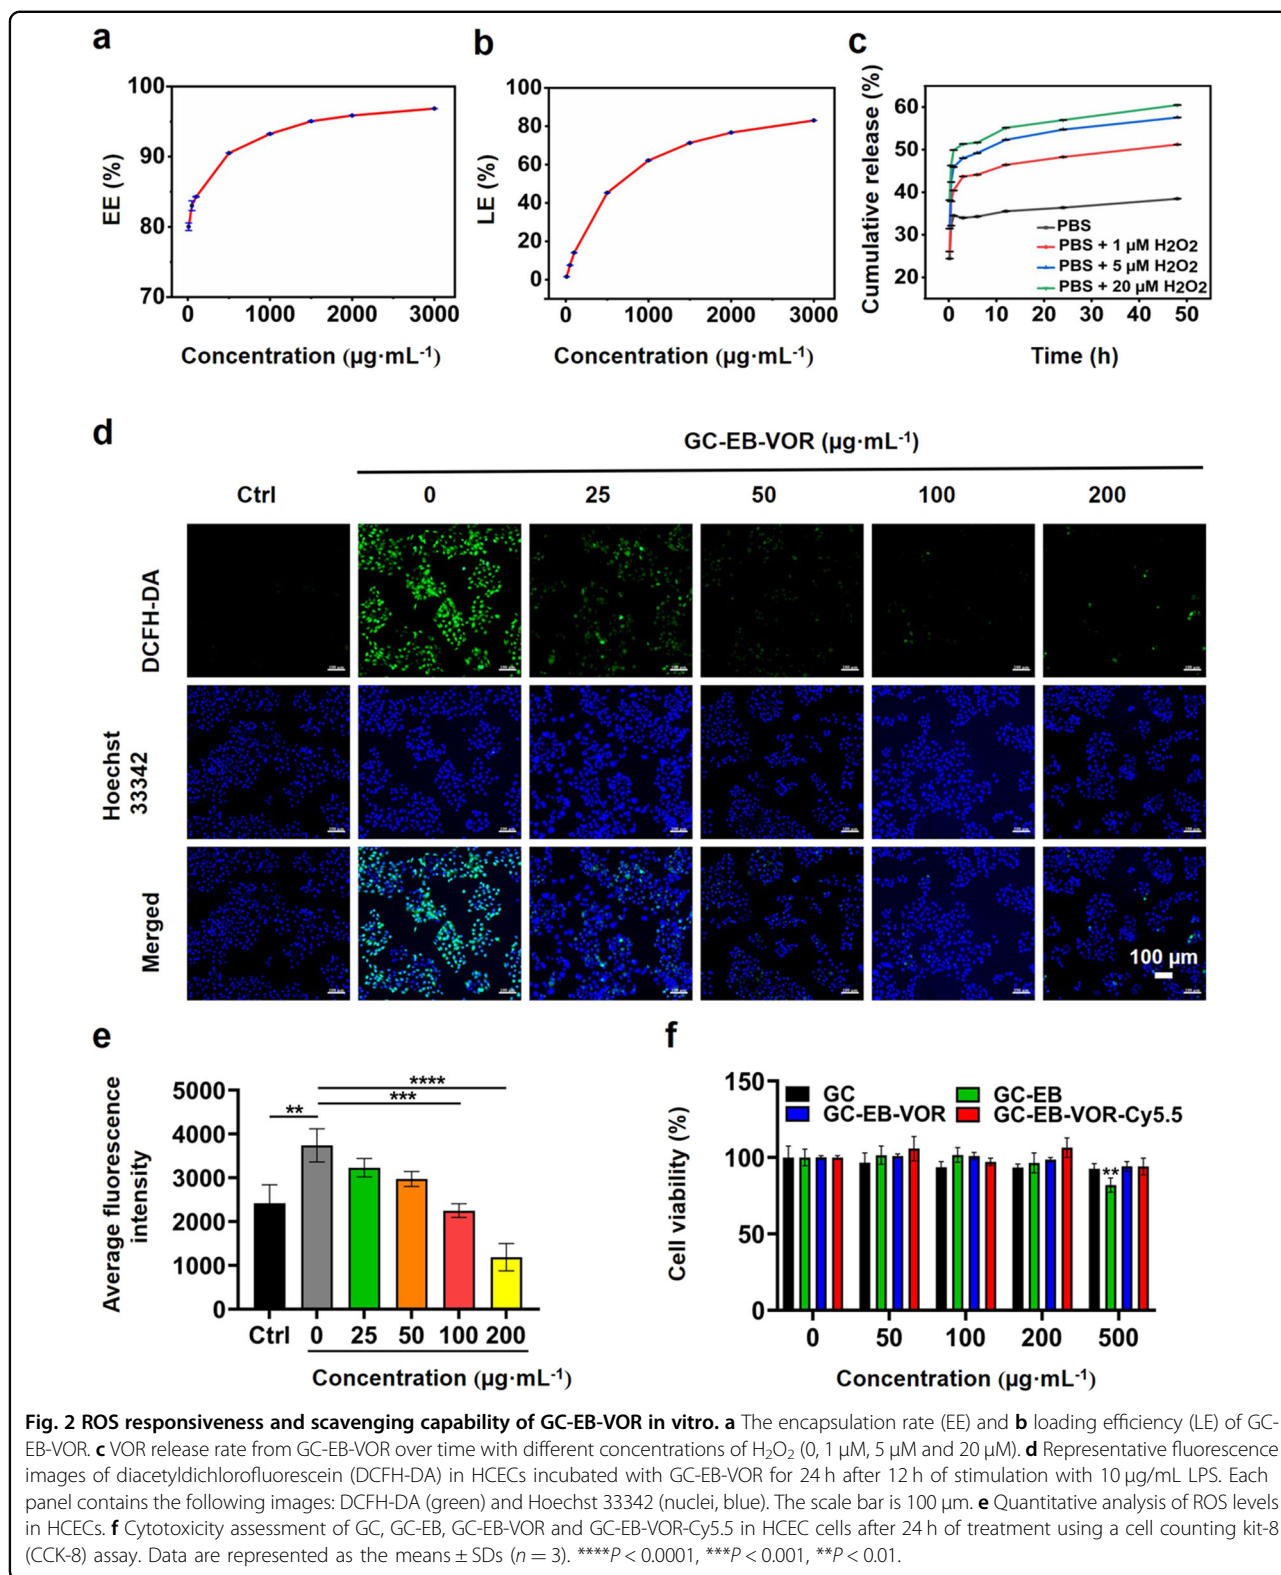 a
b
c
100
90
80
70
EE (%)
0
1000
2000
3000
Concentration (µg·mL-1)
100
80
60
40
20
0
LE (%)
0
1000
2000
3000
Concentration (µg·mL-1)
60
50
40
30
20
Cumulative release (%)
PBS
PBS + 1 µM H2O2
PBS + 5 µM H2O2
PBS + 20 µM H2O2
0
10
20
30
40
50
Time (h)
d
GC-EB-VOR (µg·mL-1)
Ctrl
0
25
50
100
200
DCFH-DA
Hoechst
33342
Merged
100 µm
e
Average fluorescence
intensity
5000
4000
3000
2000
1000
0
**
***
****
Ctrl
0
25
50
100
200
Concentration (µg·mL-1)
f
Cell viability (%)
150
100
50
0
GC
GC-EB
GC-EB-VOR
GC-EB-VOR-Cy5.5
**
0
50
100
200
500
Concentration (µg·mL-1)
Fig. 2 ROS responsiveness and scavenging capability of GC-EB-VOR in vitro. a The encapsulation rate (EE) and b loading efficiency (LE) of GC-
EB-VOR. c VOR release rate from GC-EB-VOR over time with different concentrations of H2O2 (0, 1 µM, 5 µM and 20 µM). d Representative fluorescence
images of diacetyldichlorofluorescein (DCFH-DA) in HCECs incubated with GC-EB-VOR for 24 h after 12 h of stimulation with 10 µg/mL LPS. Each
panel contains the following images: DCFH-DA (green) and Hoechst 33342 (nuclei, blue). The scale bar is 100 µm. e Quantitative analysis of ROS levels
in HCECs. f Cytotoxicity assessment of GC, GC-EB, GC-EB-VOR and GC-EB-VOR-Cy5.5 in HCEC cells after 24 h of treatment using a cell counting kit-8
(CCK-8) assay. Data are represented as the means ± SDs (n = 3). ****P < 0.0001, ***P < 0.001, **P < 0.01.